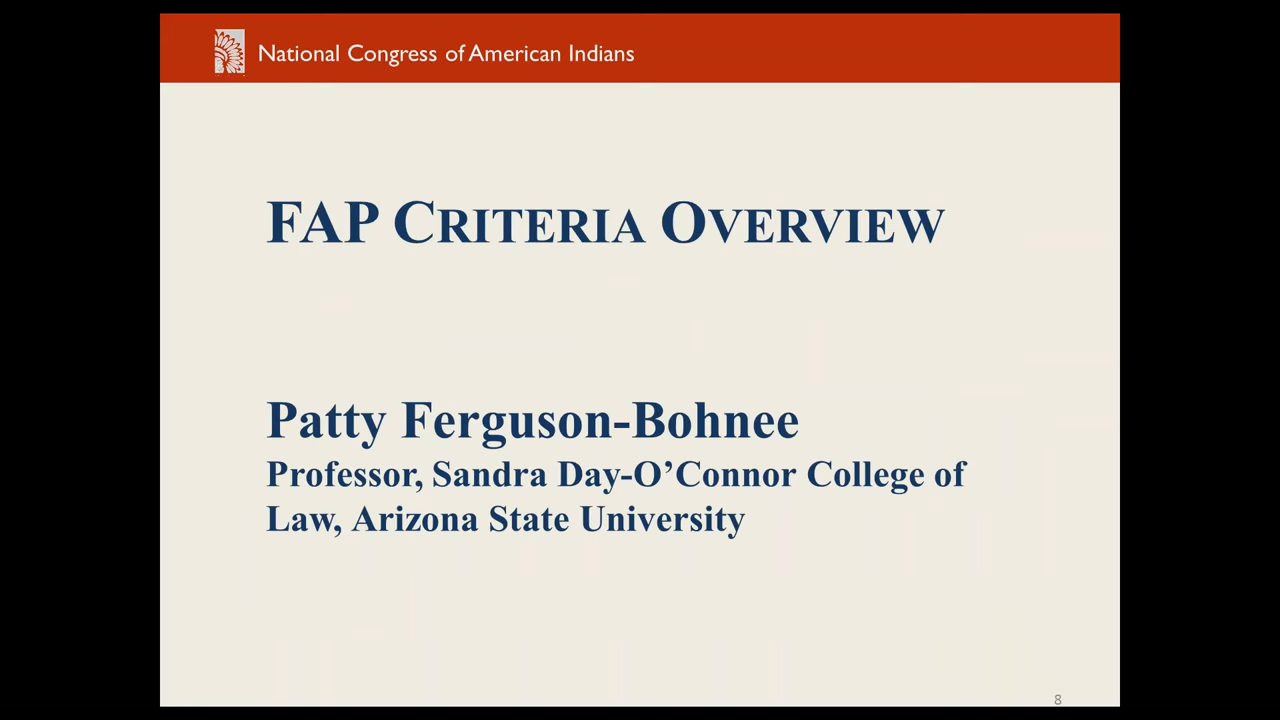 National Congress of American Indians
FAP CRITERIA OVERVIEW
Patty Ferguson-Bohnee
Professor, Sandra Day-O’Connor College of
Law, Arizona State University
8